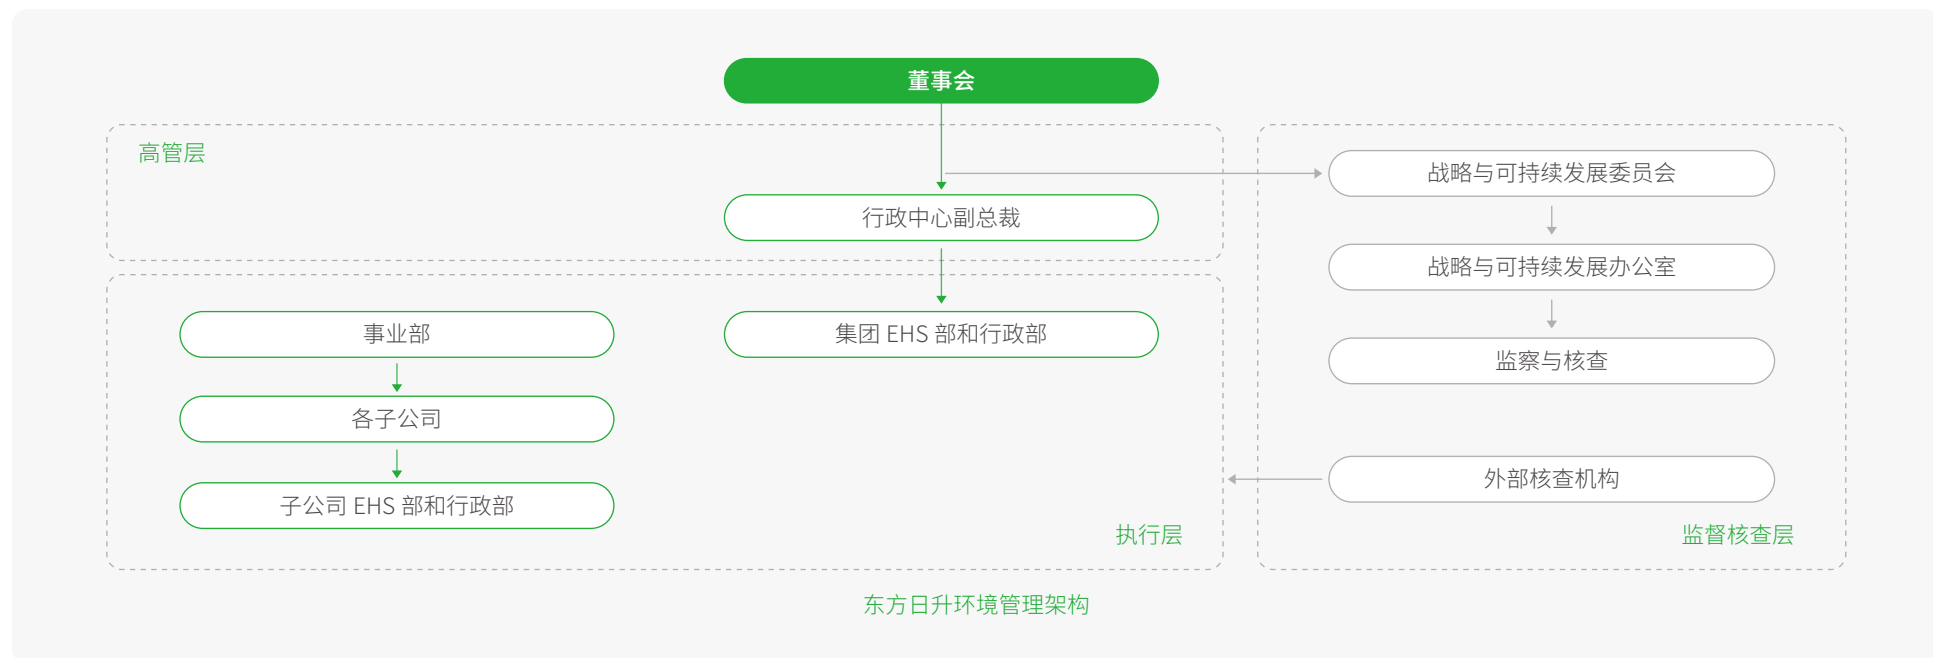 董事会
高管层
行政中心副总裁
事业部
各子公司
子公司 EHS 部和行政部
集团 EHS 部和行政部
执行层
战略与可持续发展委员会
战略与可持续发展办公室
监察与核查
外部核查机构
监督核查层
东方日升环境管理架构